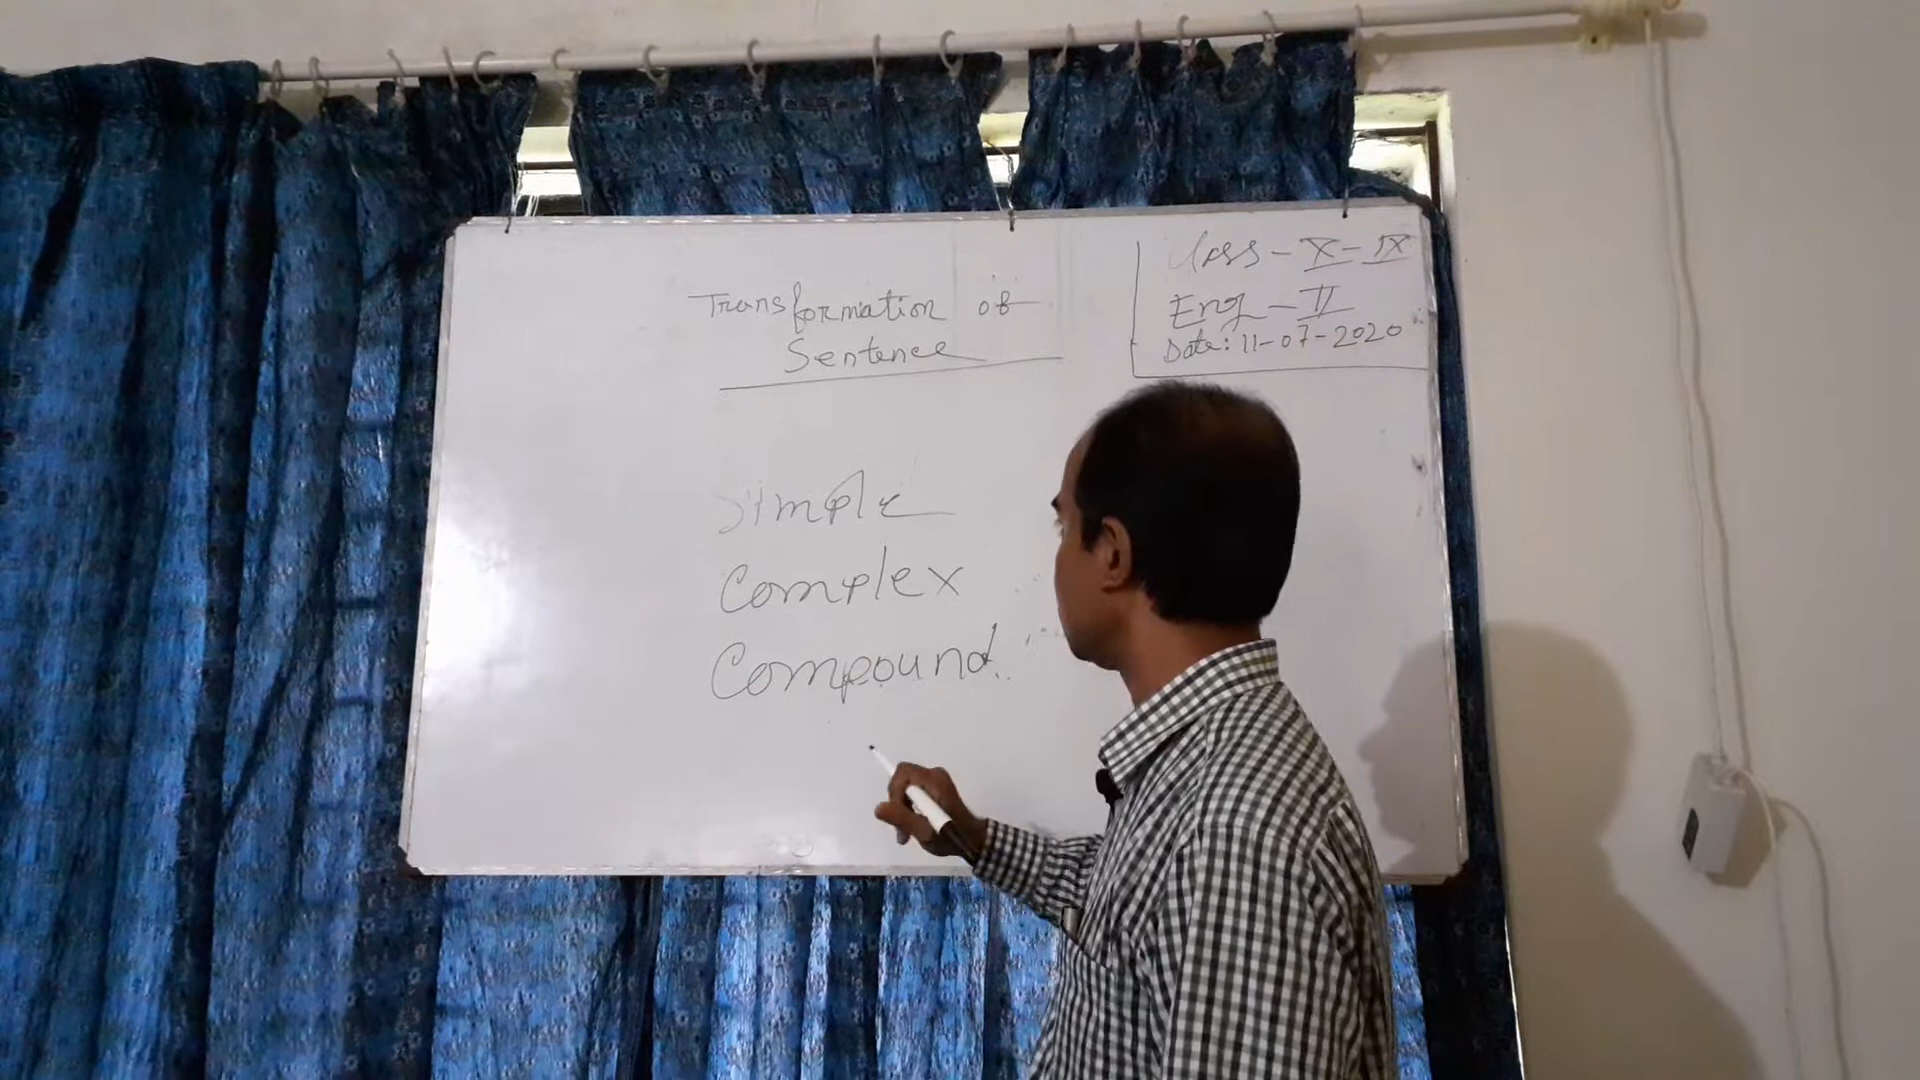 Transformation of
Sentence
Class - X - IX
Eng - II
Date: 11-07-2020
Simple
Complex
Compound